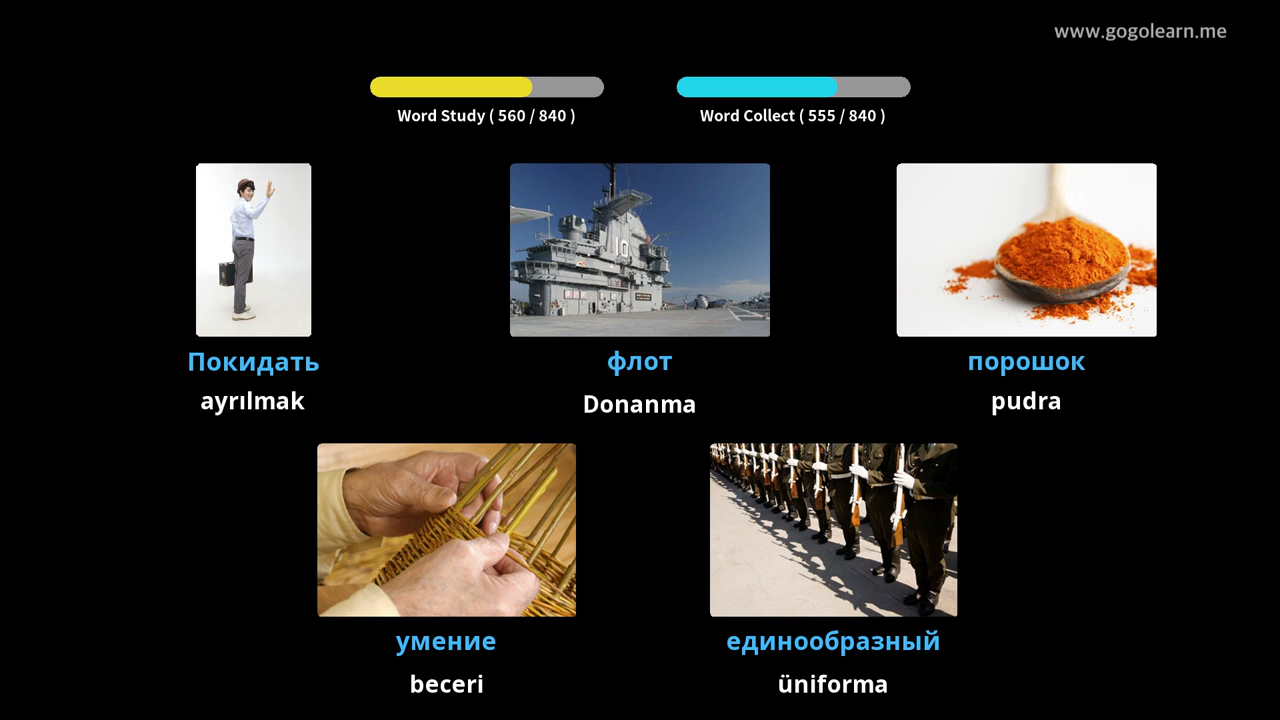 www.gogolearn.me
Word Study ( 560 / 840 )
Word Collect ( 555 / 840 )
Покидать
ayrılmak
флот
Donanma
порошок
pudra
умение
beceri
единообразный
üniforma